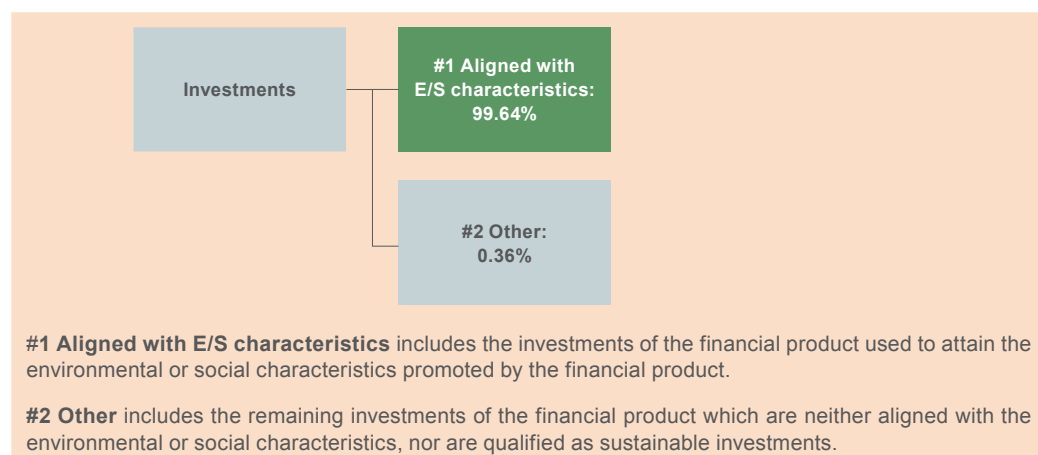 Investments
#1 Aligned with
E/S characteristics:
99.64%
#2 Other:
0.36%
#1 Aligned with E/S characteristics includes the investments of the financial product used to attain the
environmental or social characteristics promoted by the financial product.
#2 Other includes the remaining investments of the financial product which are neither aligned with the
environmental or social characteristics, nor are qualified as sustainable investments.